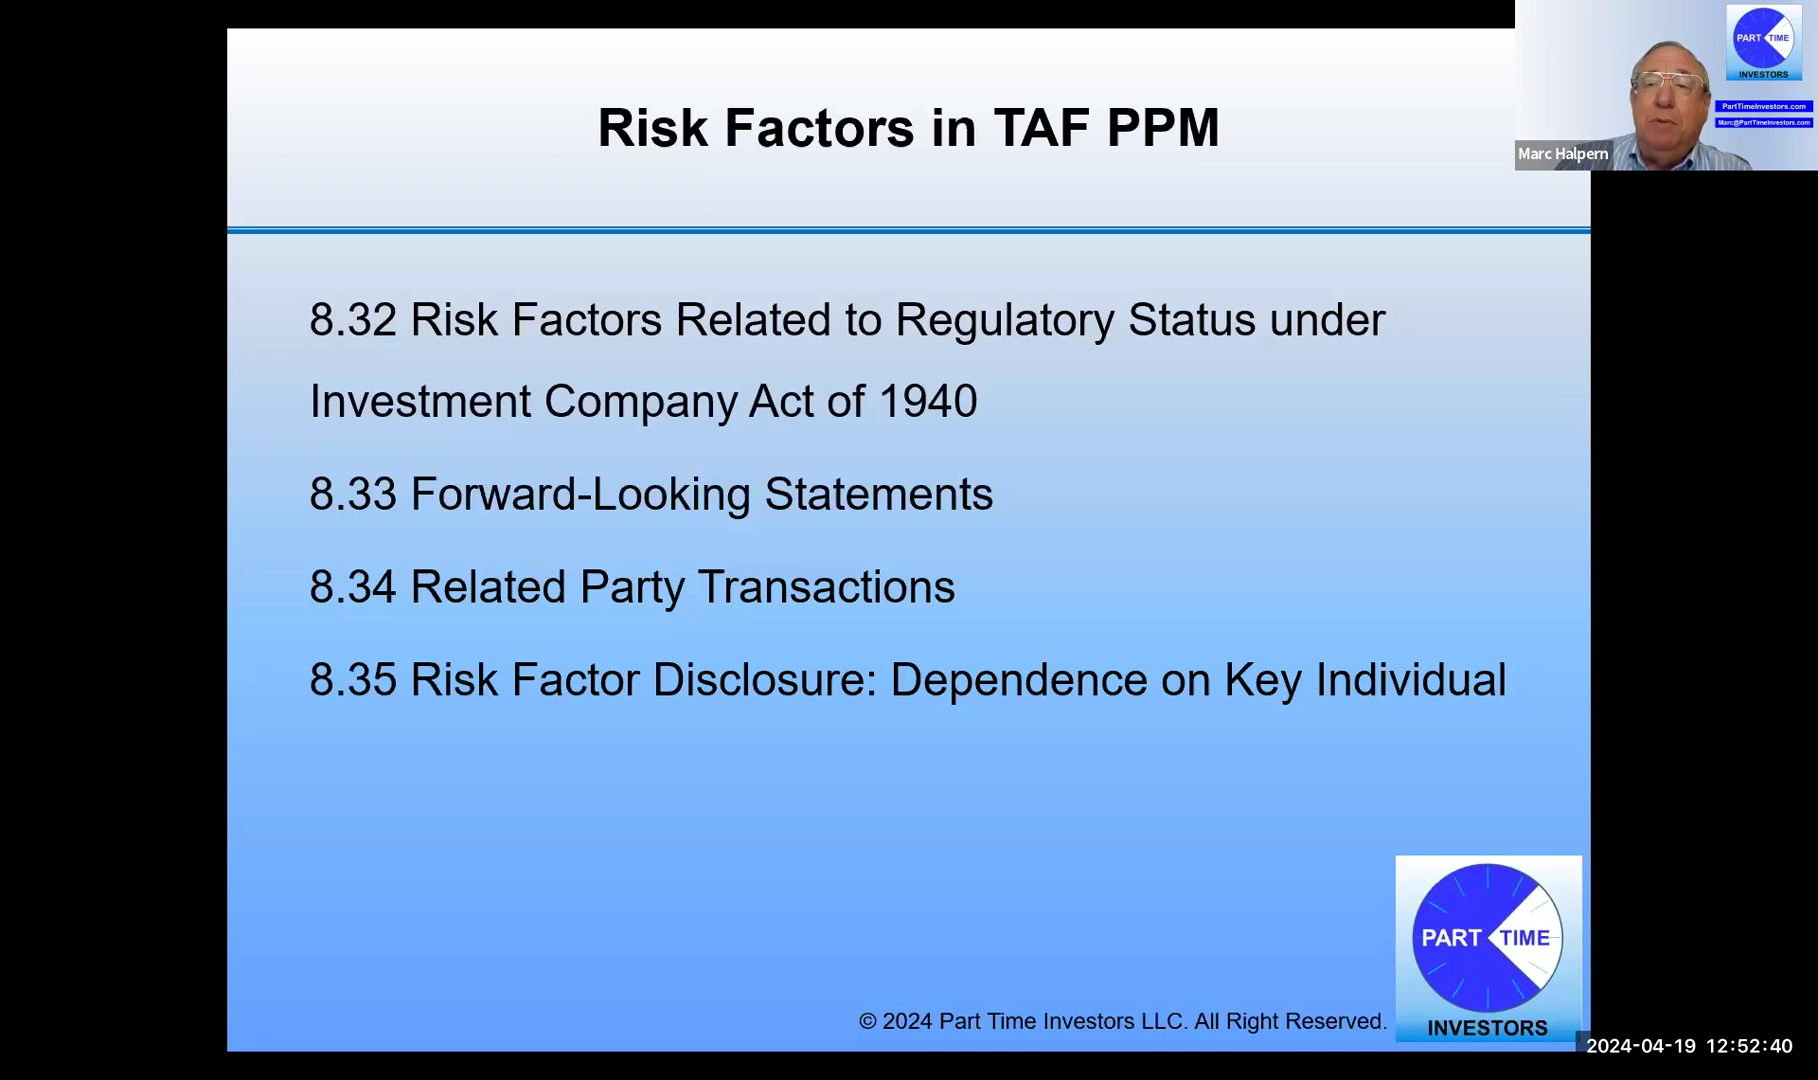 Risk Factors in TAF PPM
PART TIME
INVESTORS
PartTimeInvestors.com
Marc@PartTimeInvestors.com
Marc Halpern
8.32 Risk Factors Related to Regulatory Status under
Investment Company Act of 1940
8.33 Forward-Looking Statements
8.34 Related Party Transactions
8.35 Risk Factor Disclosure: Dependence on Key Individual
PART TIME
INVESTORS
© 2024 Part Time Investors LLC. All Right Reserved.
2024-04-19 12:52:40